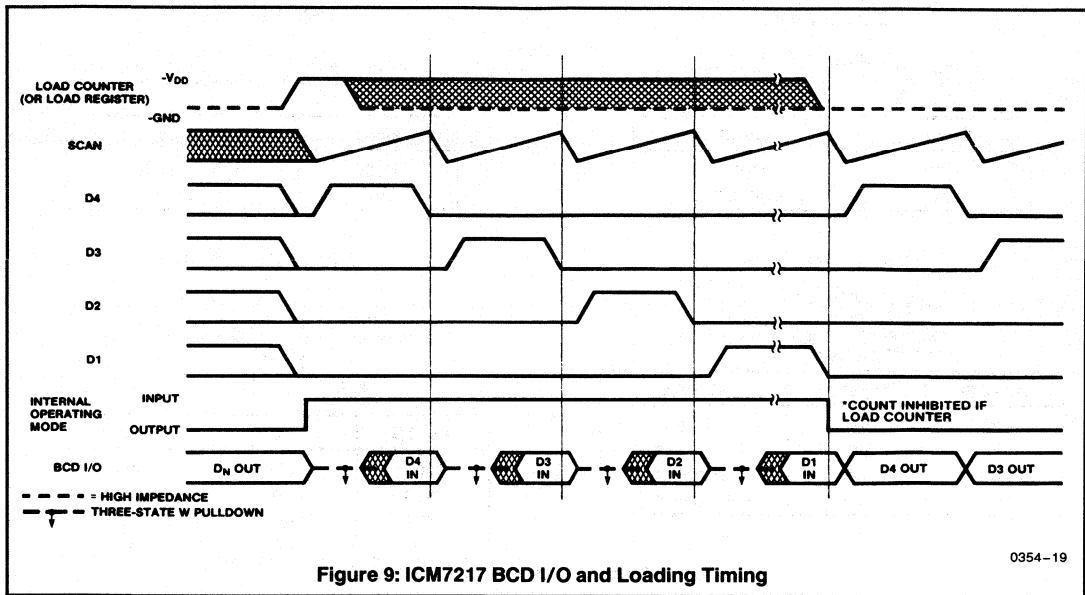 LOAD COUNTER
(OR LOAD REGISTER)
-VDD
-GND
SCAN
D4
D3
D2
D1
INTERNAL
OPERATING
MODE
INPUT
OUTPUT
*COUNT INHIBITED IF
LOAD COUNTER
BCD I/O
DN OUT
D4
IN
D3
IN
D2
IN
D1
IN
D4 OUT
D3 OUT
= HIGH IMPEDANCE
THREE-STATE W PULLDOWN
0354-19
Figure 9: ICM7217 BCD I/O and Loading Timing